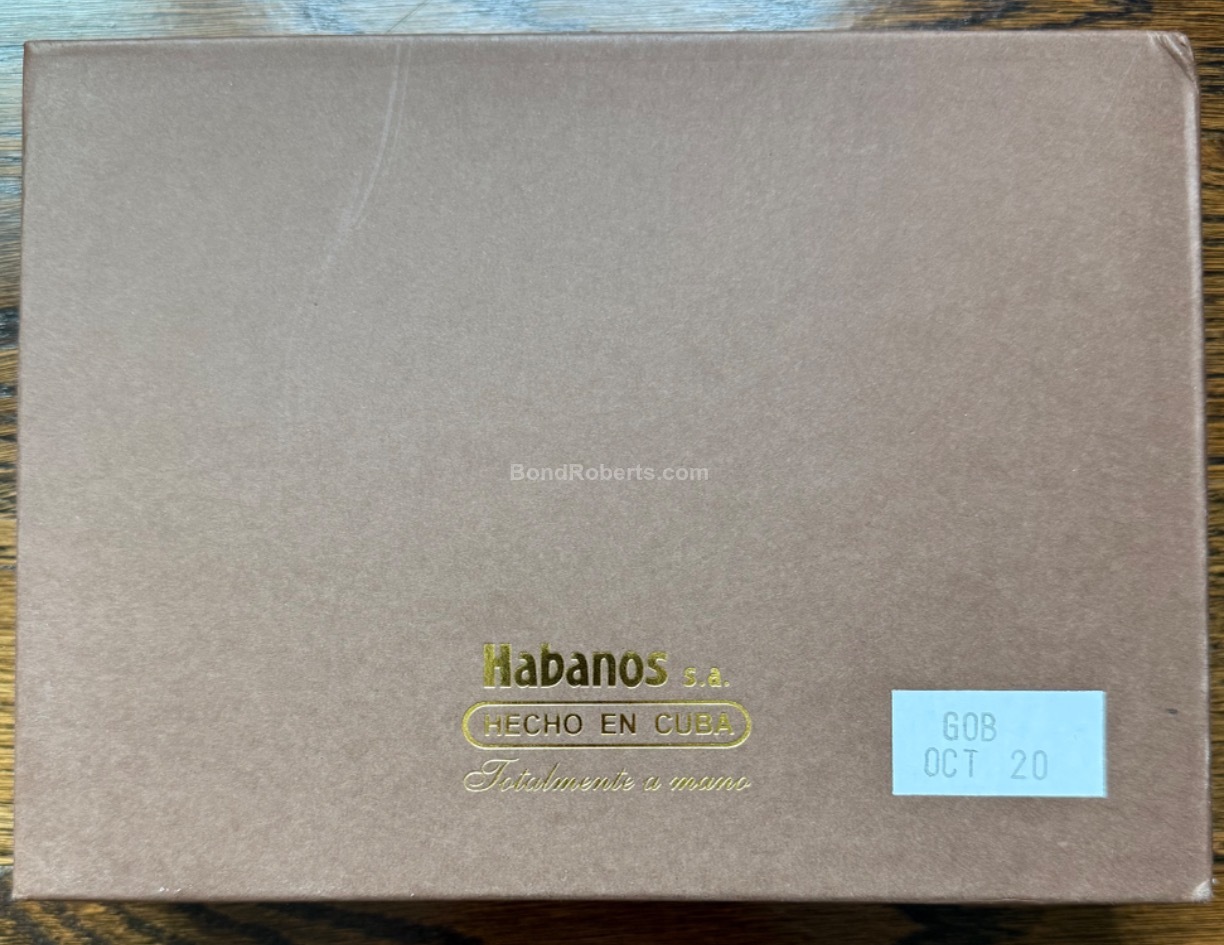 BondRoberts.com
Habanos s.a.
HECHO EN CUBA
Totalmente a mano
GOB
OCT 20